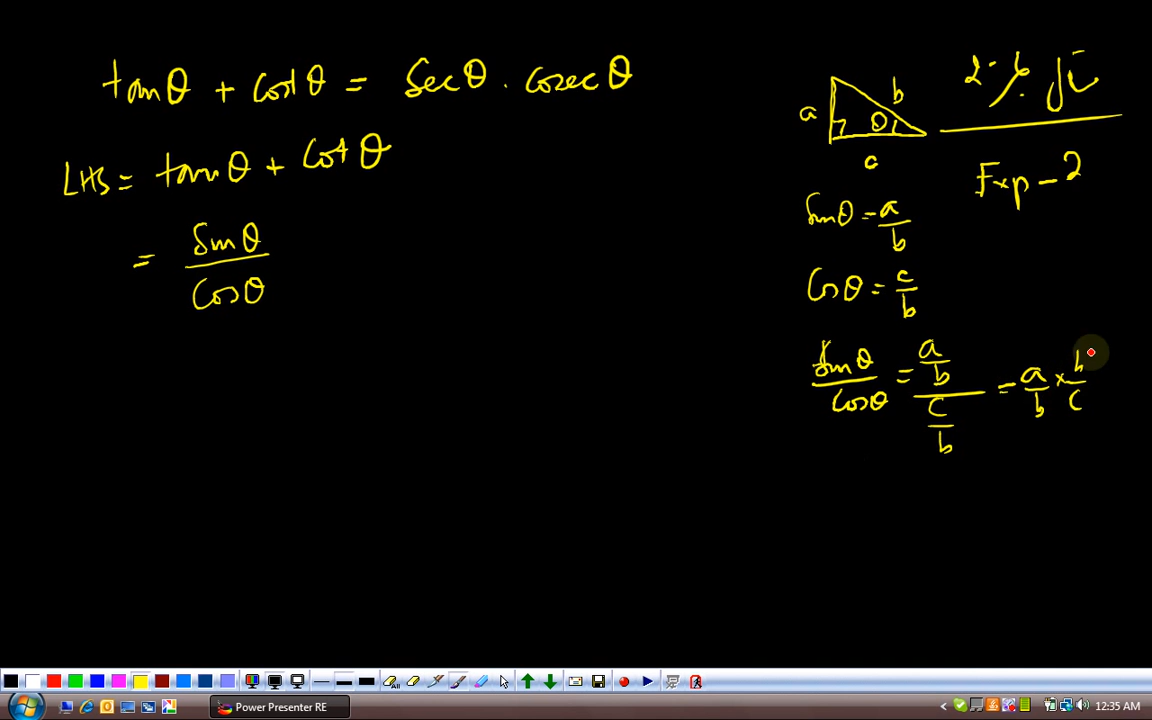 tanθ + cotθ = secθ . cosecθ
LHS = tanθ + cotθ
= sinθ / cosθ
a
b
θ
c
Exp - 2
sinθ = a/b
cosθ = c/b
sinθ / cosθ = (a/b) / (c/b) = a/b × b/c
Power Presenter RE
12:35 AM